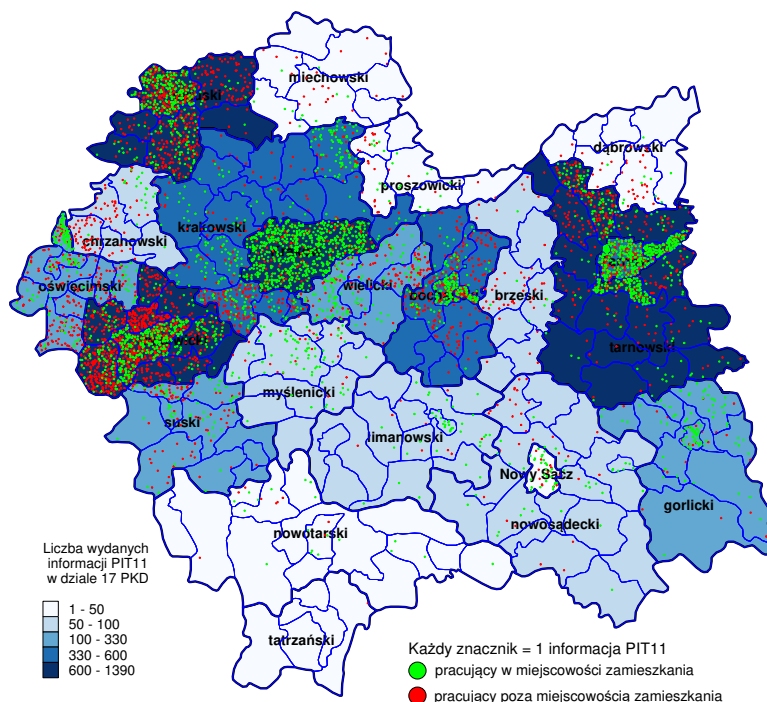 miechowski
dąbrowski
proszowicki
krakowski
chrzanowski
wielicki
oświęcimski
brzeski
tarnowski
myślenicki
suski
limanowski
Nowy Sącz
gorlicki
nowosądecki
nowotarski
tatrzański
Liczba wydanych
informacji PIT11
w dziale 17 PKD
1 - 50
50 - 100
100 - 330
330 - 600
600 - 1390
Każdy znacznik = 1 informacja PIT11
pracujący w miejscowości zamieszkania
pracujący poza miejscowością zamieszkania